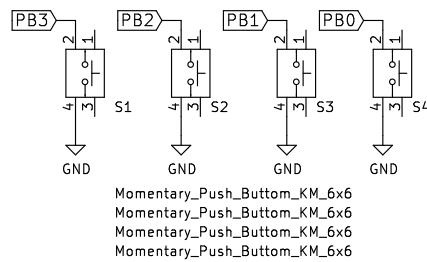 PB3 PB2 PB1 PB0
2 1 2 1 2 1 2 1
4 3 S1 4 3 S2 4 3 S3 4 3 S4
GND GND GND GND
Momentary_Push_Buttom_KM_6x6
Momentary_Push_Buttom_KM_6x6
Momentary_Push_Buttom_KM_6x6
Momentary_Push_Buttom_KM_6x6